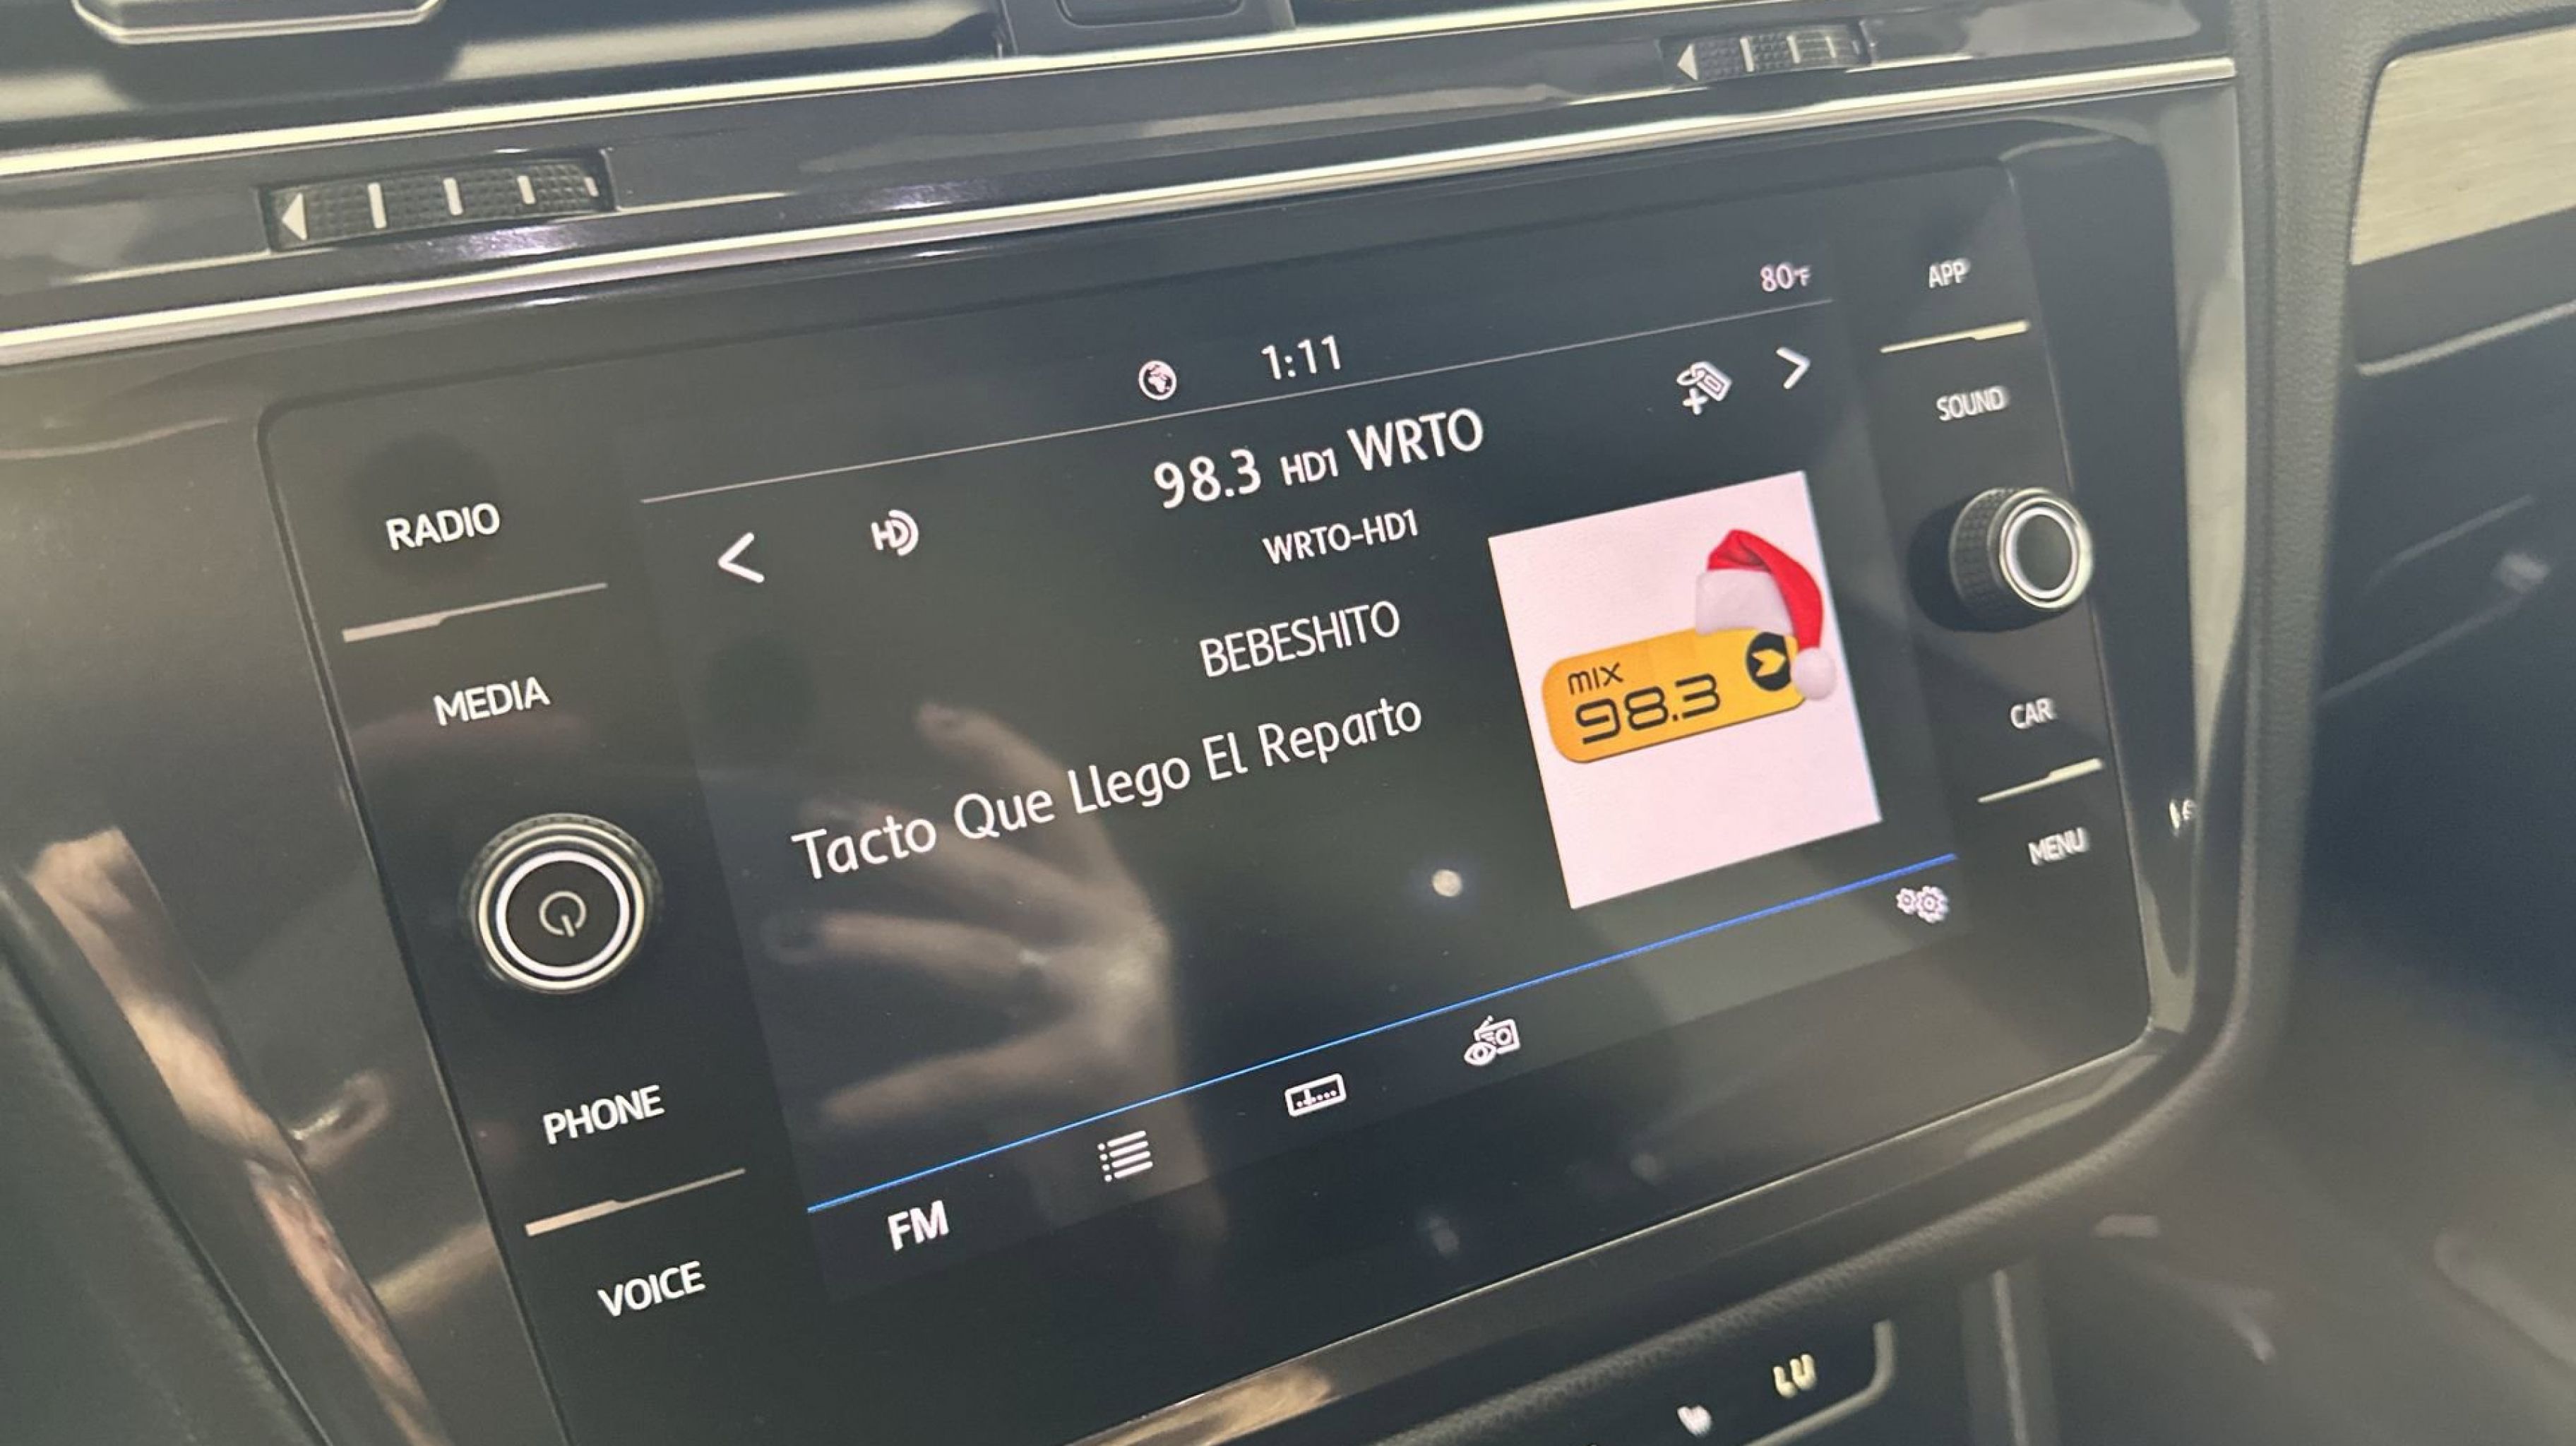 80°F
1:11
98.3 HD1 WRTO
HD
WRTO-HD1
BEBESHITO
Tacto Que Llego El Reparto
mix
98.3
FM
RADIO
MEDIA
PHONE
VOICE
APP
SOUND
CAR
MENU